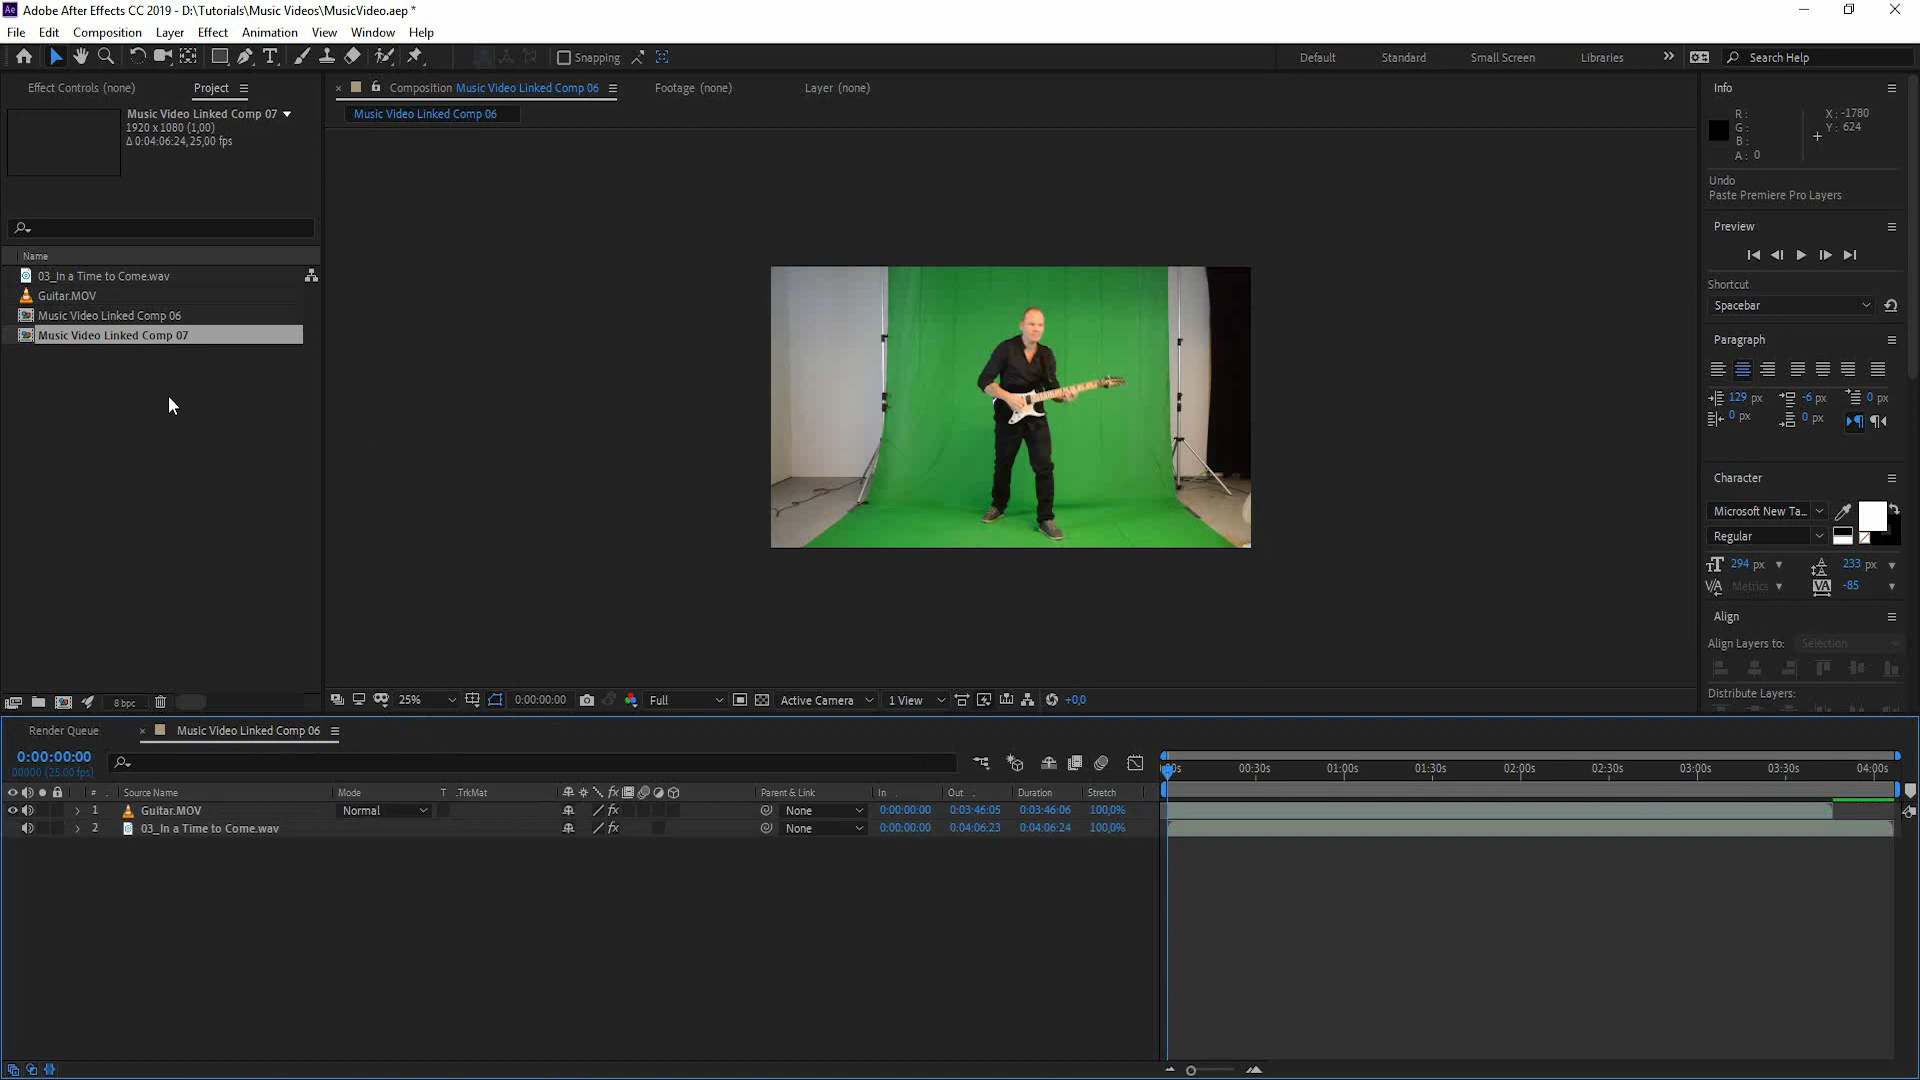 Ae Adobe After Effects CC 2019 - D:\Tutorials\Music Videos\MusicVideo.aep *
File Edit Composition Layer Effect Animation View Window Help
Snapping Default Standard Small Screen Libraries Search Help
Effect Controls (none) Project
Music Video Linked Comp 07
1920 x 1080 (1,00)
Δ 0:04:06:24, 25,00 fps
Name
03_In a Time to Come.wav
Guitar.MOV
Music Video Linked Comp 06
Music Video Linked Comp 07
8 bpc
Composition Music Video Linked Comp 06 Footage (none) Layer (none)
Music Video Linked Comp 06
25% 0:00:00:00 Full Active Camera 1 View +0,0
Info
R: X: -1780
G: Y: 624
B:
A: 0
Undo
Paste Premiere Pro Layers
Preview
Shortcut
Spacebar
Paragraph
129 px -6 px 0 px
0 px 0 px
Character
Microsoft New Ta...
Regular
294 px 233 px
Metrics -85
Align
Align Layers to: Selection
Distribute Layers:
Render Queue Music Video Linked Comp 06
0:00:00:00
00000 (25.00 fps)
00:30s 01:00s 01:30s 02:00s 02:30s 03:00s 03:30s 04:00s
# Source Name Mode T .TrkMat fx Parent & Link In Out Duration Stretch
1 Guitar.MOV Normal fx None 0:00:00:00 0:03:46:05 0:03:46:06 100,0%
2 03_In a Time to Come.wav fx None 0:00:00:00 0:04:06:23 0:04:06:24 100,0%